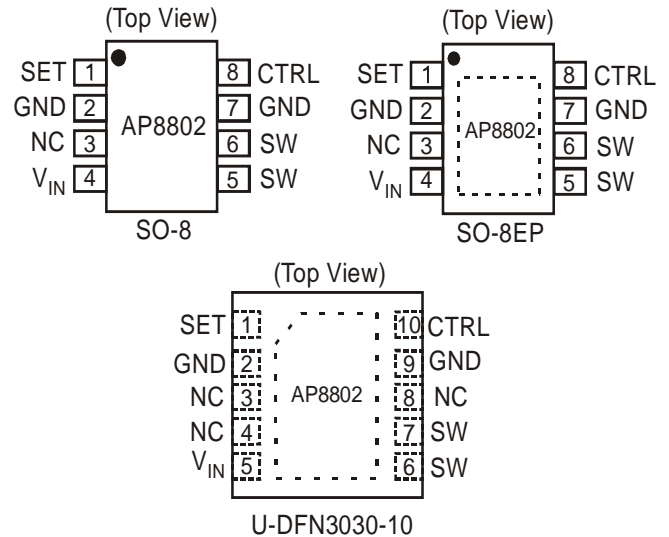 (Top View) (Top View)
SET 1 8 CTRL SET 1 8 CTRL
GND 2 7 GND GND 2 7 GND
AP8802 AP8802
NC 3 6 SW NC 3 6 SW
V_IN 4 5 SW V_IN 4 5 SW
SO-8 SO-8EP
(Top View)
SET 1 10 CTRL
GND 2 9 GND
NC 3 AP8802 8 NC
NC 4 7 SW
V_IN 5 6 SW
U-DFN3030-10